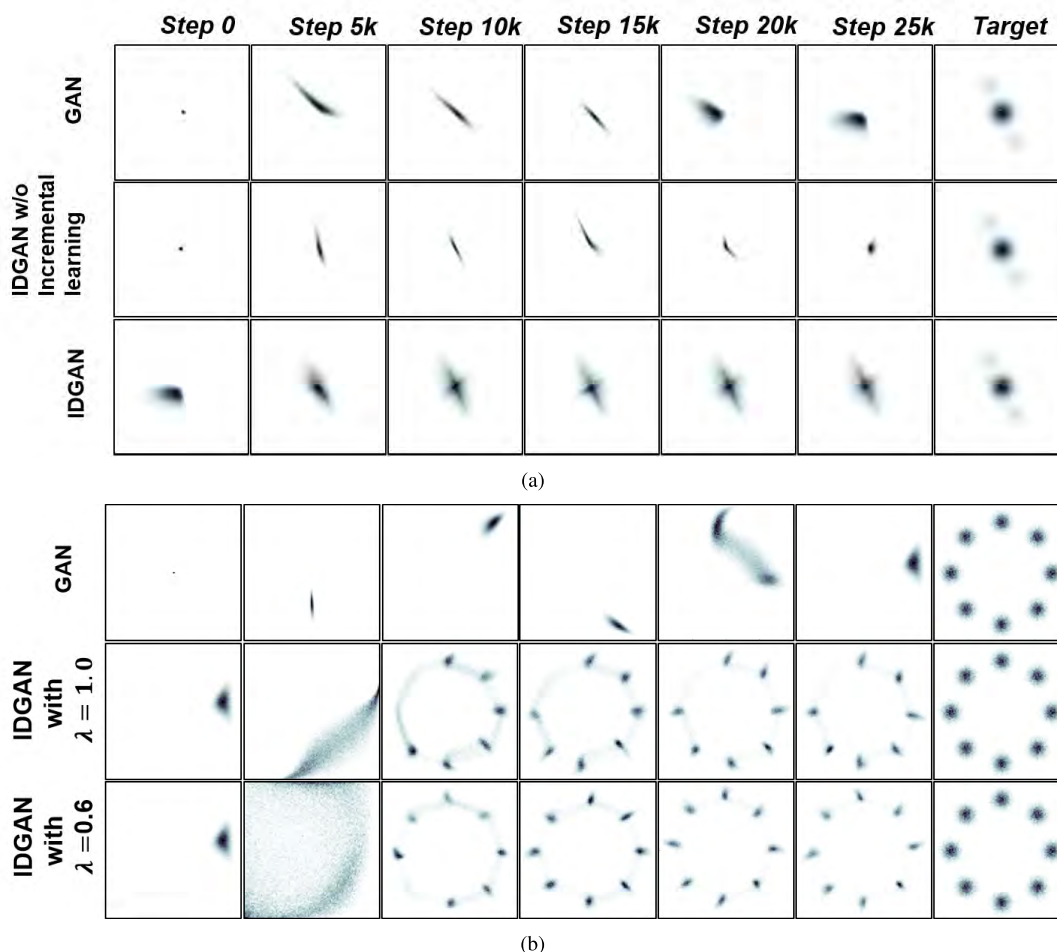 Step 0 Step 5k Step 10k Step 15k Step 20k Step 25k Target
GAN
IDGAN w/o
Incremental
learning
IDGAN
(a)
GAN
IDGAN
with
λ = 1.0
IDGAN
with
λ =0.6
(b)